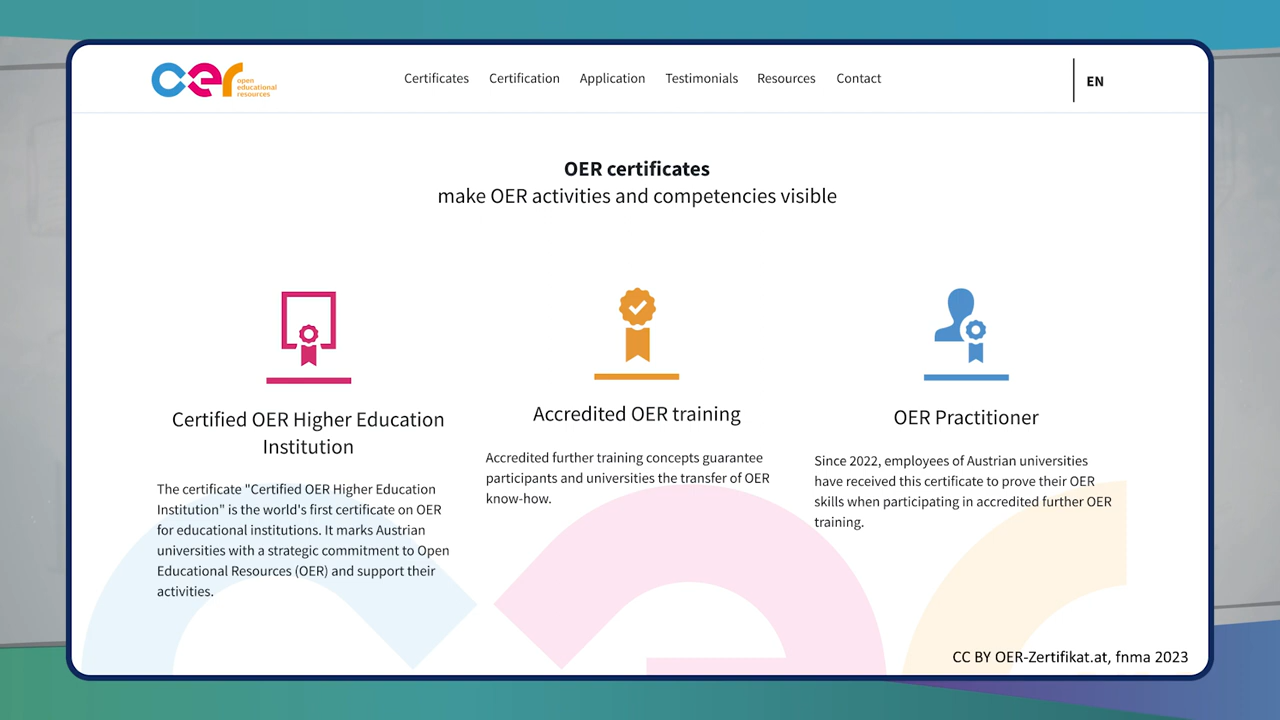 oer
open
educational
resources
Certificates Certification Application Testimonials Resources Contact
EN
OER certificates
make OER activities and competencies visible
Certified OER Higher Education
Institution
The certificate "Certified OER Higher Education
Institution" is the world's first certificate on OER
for educational institutions. It marks Austrian
universities with a strategic commitment to Open
Educational Resources (OER) and support their
activities.
Accredited OER training
Accredited further training concepts guarantee
participants and universities the transfer of OER
know-how.
OER Practitioner
Since 2022, employees of Austrian universities
have received this certificate to prove their OER
skills when participating in accredited further OER
training.
CC BY OER-Zertifikat.at, fnma 2023